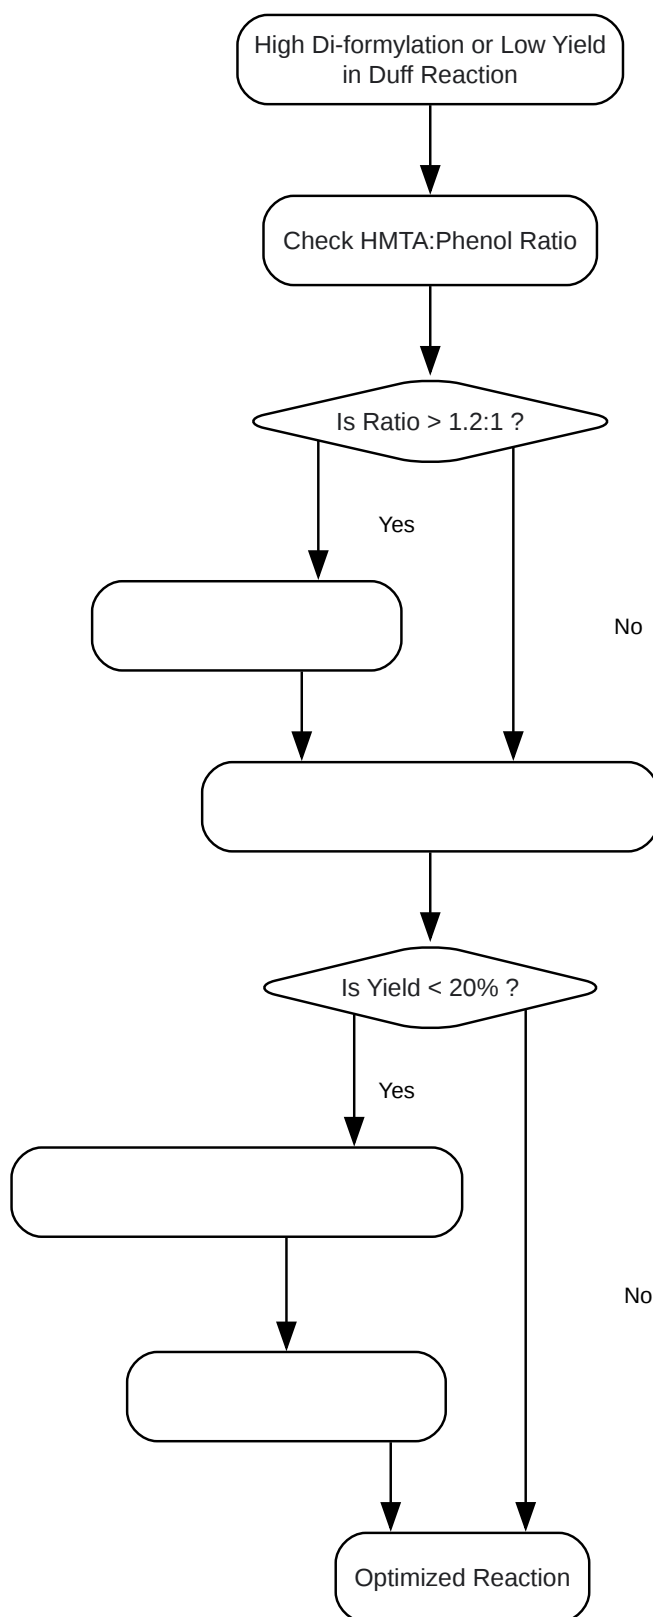 High Di-formylation or Low Yield
in Duff Reaction
Check HMTA:Phenol Ratio
Is Ratio > 1.2:1 ?
Yes
No
Is Yield < 20% ?
Yes
No
Optimized Reaction